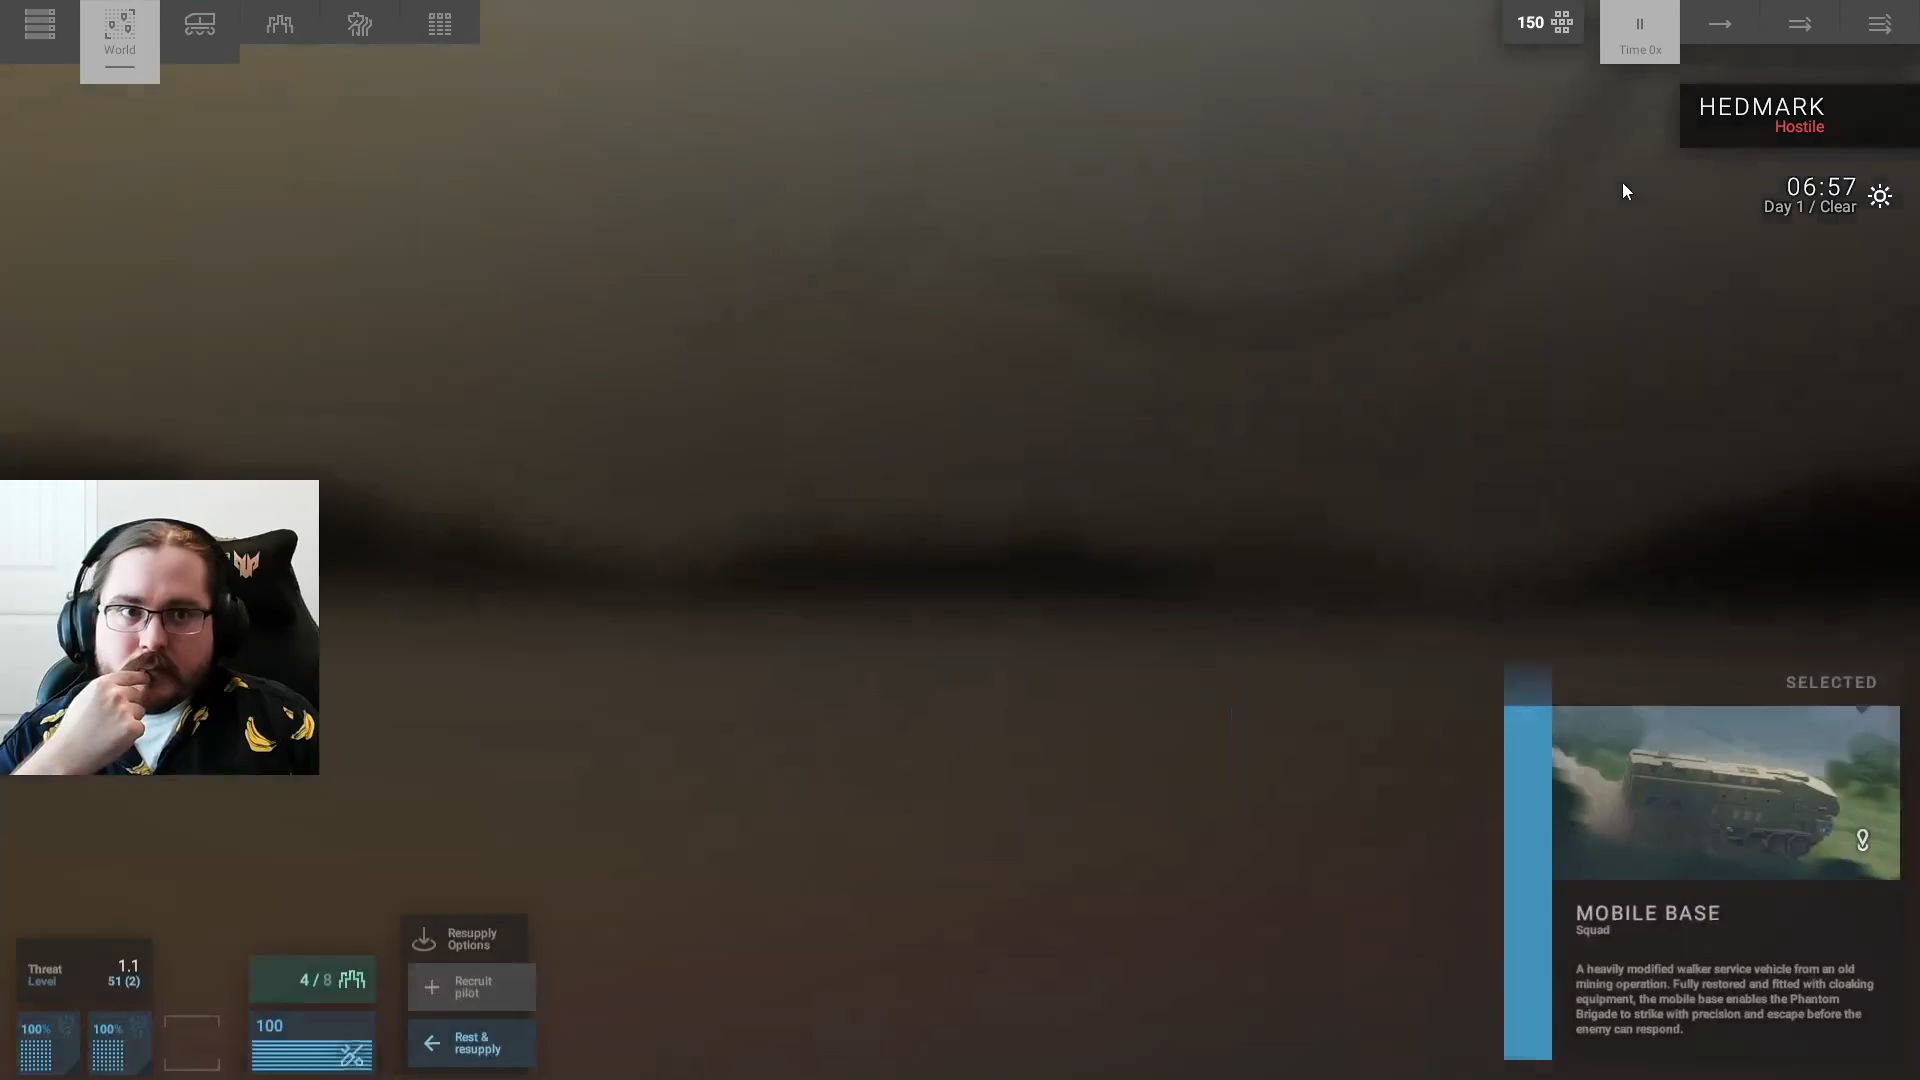 World
150
Time 0x
HEDMARK
Hostile
06:57
Day 1 / Clear
SELECTED
MOBILE BASE
Squad
A heavily modified walker service vehicle from an old
mining operation. Fully restored and fitted with cloaking
equipment, the mobile base enables the Phantom
Brigade to strike with precision and escape before the
enemy can respond.
Threat 1.1
Level 51 (2)
100% 100%
4 / 8
100
Resupply
Options
Recruit
pilot
Rest &
resupply